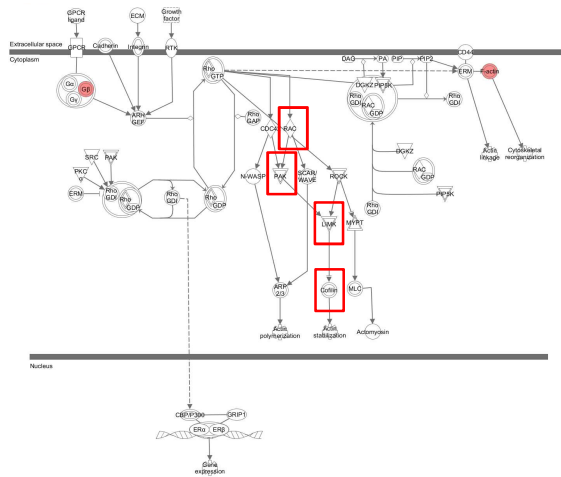 GPCR
ligand
ECM
Growth
factor
Extracellular space
Cytoplasm
GPCR
Cadherin
Integrin
RTK
Gα
Gβ
Gγ
ARH
GEF
Rho
GTP
Rho
GAP
CDC42
RAC
DAG
PA
PIP
PIP2
CD44
ERM
F-actin
DGKZ
PIP5K
Rho
GDI
RAC
GDP
Rho
GDI
Actin
linkage
Cytoskeletal
reorganization
SRC
PAK
PKC
ERM
Rho
GDI
Rho
GDP
Rho
GDI
Rho
GDP
N-WASP
PAK
SCAR/
WAVE
ROCK
LIMK
MYPT
DGKZ
RAC
GDP
PIP5K
Rho
GDI
ARP
2/3
Cofilin
MLC
Actin
polymerization
Actin
stabilization
Actomyosin
Nucleus
CBP/P300
GRIP1
ERα
ERβ
Gene
expression